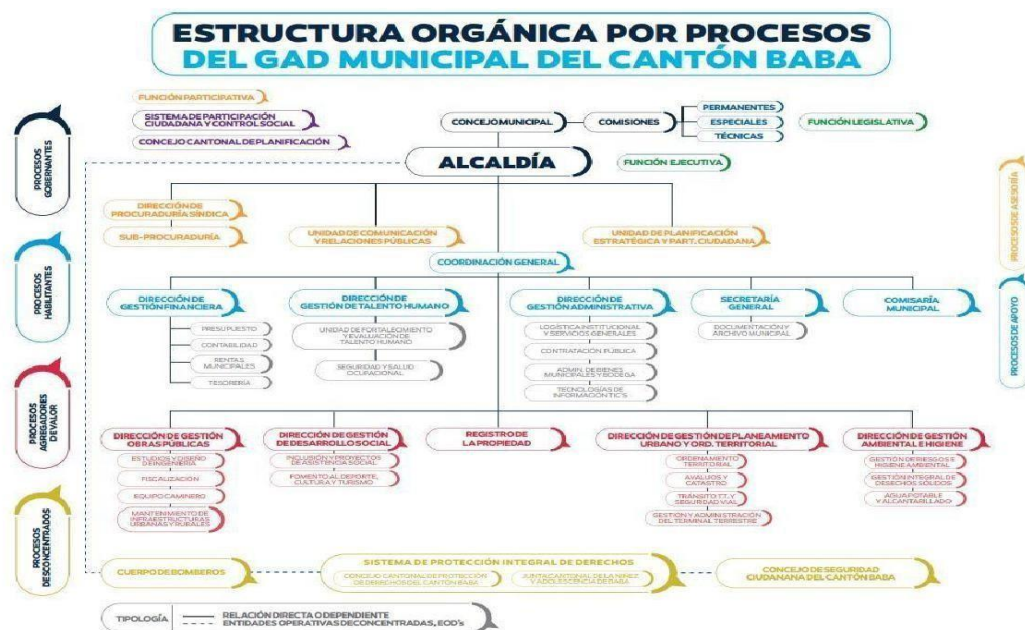 ESTRUCTURA ORGÁNICA POR PROCESOS
DEL GAD MUNICIPAL DEL CANTÓN BABA
FUNCIÓN PARTICIPATIVA
SISTEMA DE PARTICIPACIÓN
CIUDADANA Y CONTROL SOCIAL
CONCEJO CANTONAL DE PLANIFICACIÓN
CONCEJO MUNICIPAL
COMISIONES
PERMANENTES
ESPECIALES
TÉCNICAS
FUNCIÓN LEGISLATIVA
ALCALDÍA
FUNCIÓN EJECUTIVA
PROCESOS
GOBERNANTES
DIRECCIÓN DE
PROCURADURÍA SÍNDICA
SUB-PROCURADURÍA
UNIDAD DE COMUNICACIÓN
Y RELACIONES PÚBLICAS
UNIDAD DE PLANIFICACIÓN
ESTRATÉGICA Y PART. CIUDADANA
PROCESOS DE ASESORÍA
COORDINACIÓN GENERAL
PROCESOS
HABILITANTES
DIRECCIÓN DE
GESTIÓN FINANCIERA
PRESUPUESTO
CONTABILIDAD
RENTAS
MUNICIPALES
TESORERÍA
DIRECCIÓN DE
GESTIÓN DE TALENTO HUMANO
UNIDAD DE FORTALECIMIENTO
Y EVALUACIÓN DE
TALENTO HUMANO
SEGURIDAD Y SALUD
OCUPACIONAL
DIRECCIÓN DE
GESTIÓN ADMINISTRATIVA
LOGÍSTICA INSTITUCIONAL
Y SERVICIOS GENERALES
CONTRATACIÓN PÚBLICA
ADMIN. DE BIENES
MUNICIPALES Y BODEGA
TECNOLOGÍAS DE
INFORMACIÓN TIC'S
SECRETARÍA
GENERAL
DOCUMENTACIÓN Y
ARCHIVO MUNICIPAL
COMISARÍA
MUNICIPAL
PROCESOS DE APOYO
PROCESOS
AGREGADORES
DE VALOR
DIRECCIÓN DE GESTIÓN
OBRAS PÚBLICAS
ESTUDIOS Y DISEÑO
DE INGENIERÍA
FISCALIZACIÓN
EQUIPO CAMINERO
MANTENIMIENTO DE
INFRAESTRUCTURAS
URBANAS Y RURALES
DIRECCIÓN DE GESTIÓN
DE DESARROLLO SOCIAL
INCLUSIÓN Y PROYECTOS
DE ASISTENCIA SOCIAL
FOMENTO AL DEPORTE,
CULTURA Y TURISMO
REGISTRO DE
LA PROPIEDAD
DIRECCIÓN DE GESTIÓN DE PLANEAMIENTO
URBANO Y ORD. TERRITORIAL
ORDENAMIENTO
TERRITORIAL
AVALUOS Y
CATASTRO
TRÁNSITO TT. Y
SEGURIDAD VIAL
GESTIÓN Y ADMINISTRACIÓN
DEL TERMINAL TERRESTRE
DIRECCIÓN DE GESTIÓN
AMBIENTAL E HIGIENE
GESTIÓN DE RIESGOS E
HIGIENE AMBIENTAL
GESTIÓN INTEGRAL DE
DESECHOS SÓLIDOS
AGUA POTABLE
Y ALCANTARILLADO
PROCESOS
DESCONCENTRADOS
CUERPO DE BOMBEROS
SISTEMA DE PROTECCIÓN INTEGRAL DE DERECHOS
CONCEJO CANTONAL DE PROTECCIÓN
DE DERECHOS DEL CANTÓN BABA
JUNTA CANTONAL DE LA NIÑEZ
Y ADOLESCENCIA DE BABA
CONCEJO DE SEGURIDAD
CIUDANANA DEL CANTÓN BABA
TIPOLOGÍA
RELACIÓN DIRECTA O DEPENDIENTE
ENTIDADES OPERATIVAS DECONCENTRADAS, EOD's